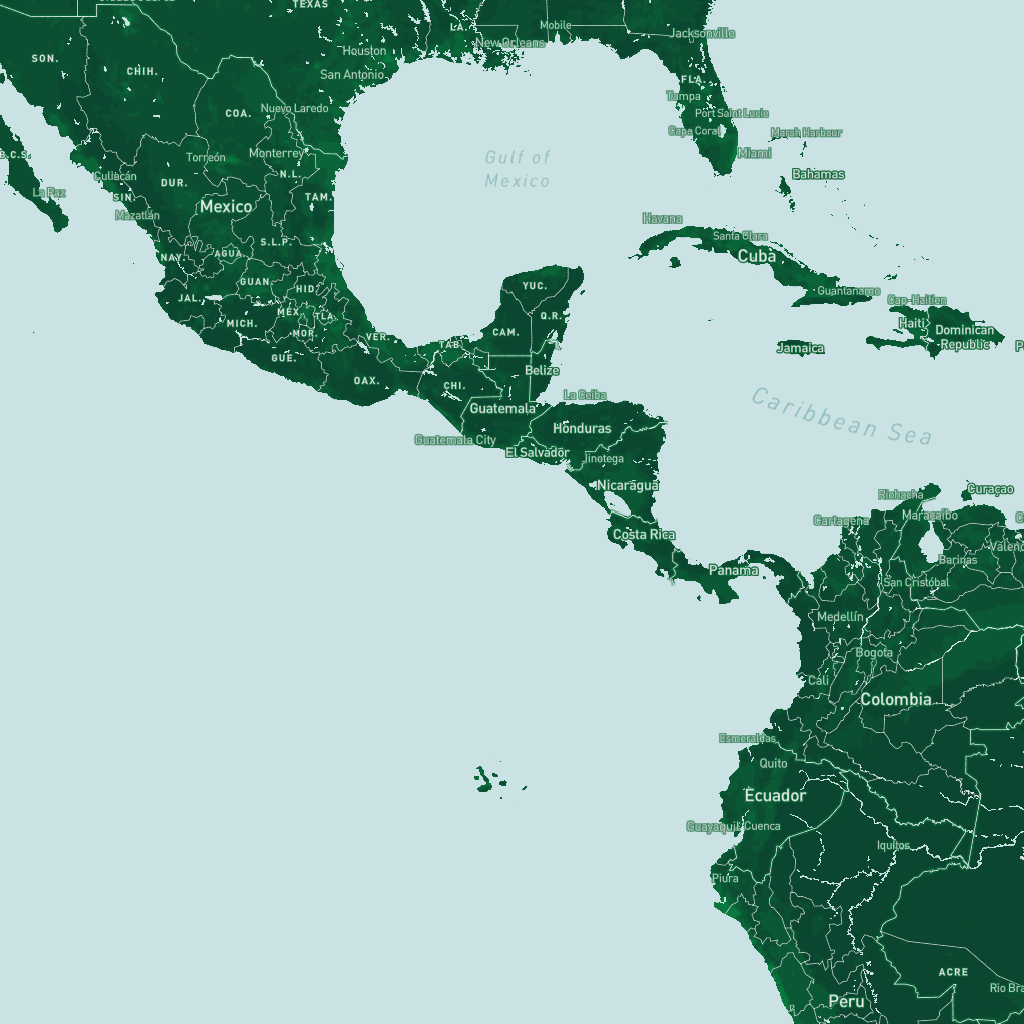 TEXAS
LA.
Mobile
New Orleans
Jacksonville
Houston
San Antonio
SON.
CHIH.
COA.
Nuevo Laredo
FLA.
Tampa
Port Saint Lucie
Cape Coral
Marsh Harbour
Miami
Gulf of
Mexico
Bahamas
B.C.S.
Torreón
Monterrey
N.L.
Culiacán
DUR.
La Paz
SIN.
Mazatlán
Mexico
TAM.
Havana
Santa Clara
Cuba
S.L.P.
NAY.
AGUA.
GUAN.
HID.
YUC.
Guantanamo
JAL.
MÉX.
TLA.
MICH.
MOR.
Q.R.
Cap-Haïtien
Haiti
Dominican
Republic
VER.
CAM.
TAB.
GUE.
Jamaica
Belize
OAX.
CHI.
La Ceiba
Guatemala
Caribbean Sea
Honduras
Guatemala City
El Salvador
Jinotega
Nicaragua
Curaçao
Riohacha
Maracaibo
Cartagena
Costa Rica
Valenc
Barinas
Panama
San Cristóbal
Medellín
Bogota
Cali
Colombia
Esmeraldas
Quito
Ecuador
Guayaquil
Cuenca
Iquitos
Piura
ACRE
Rio Bra
Peru